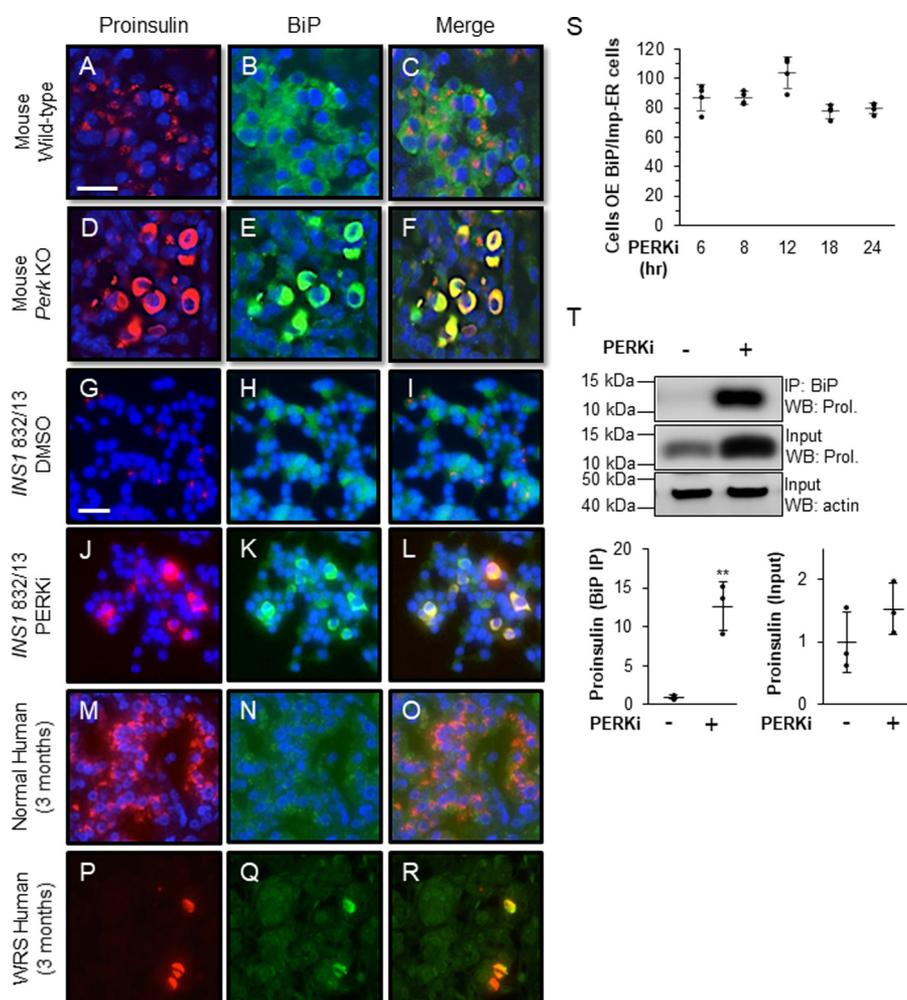 Proinsulin BiP Merge
Mouse
Wild-type
A B C
Mouse
Perk KO
D E F
INS1 832/13
DMSO
G H I
INS1 832/13
PERKi
J K L
Normal Human
(3 months)
M N O
WRS Human
(3 months)
P Q R
S
Cells OE BiP/Imp-ER cells
120
100
80
60
40
20
0
PERKi 6 8 12 18 24
(hr)
T
PERKi - +
15 kDa IP: BiP
10 kDa WB: Prol.
15 kDa Input
10 kDa WB: Prol.
50 kDa Input
40 kDa WB: actin
Proinsulin (BiP IP)
20
15
10
5
0
**
PERKi - +
Proinsulin (Input)
2
1
0
PERKi - +